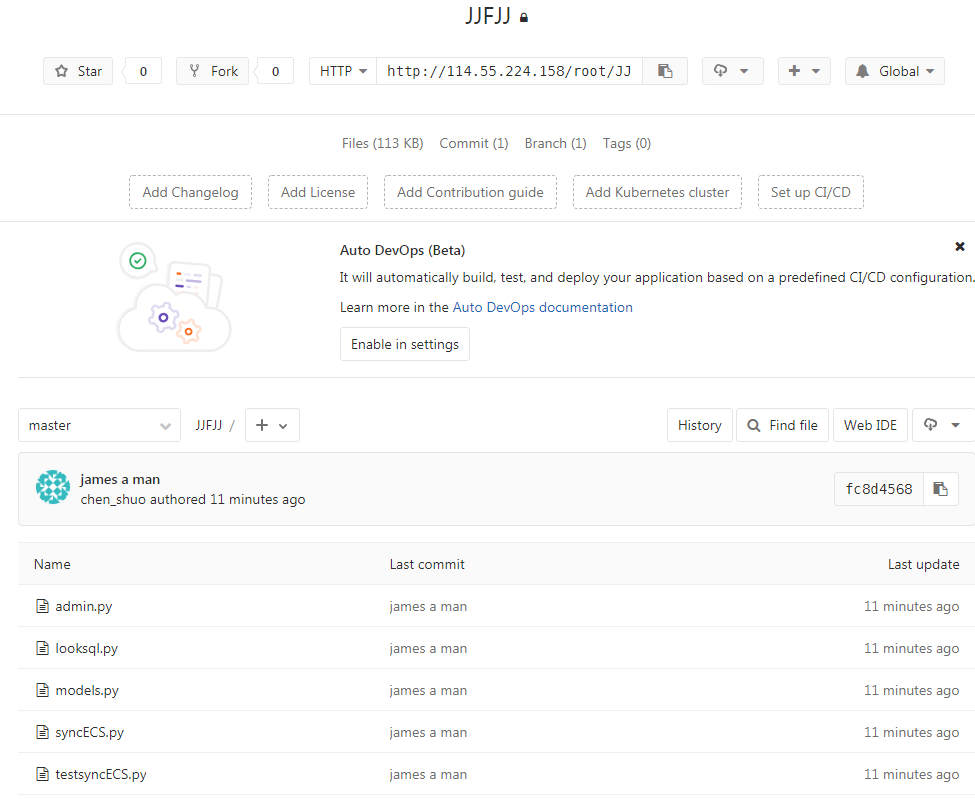 JJFJJ
Star 0 Fork 0 HTTP http://114.55.224.158/root/JJ Global
Files (113 KB) Commit (1) Branch (1) Tags (0)
Add Changelog Add License Add Contribution guide Add Kubernetes cluster Set up CI/CD
Auto DevOps (Beta)
It will automatically build, test, and deploy your application based on a predefined CI/CD configuration.
Learn more in the Auto DevOps documentation
Enable in settings
master JJFJJ / History Find file Web IDE
james a man
chen_shuo authored 11 minutes ago
fc8d4568
Name Last commit Last update
admin.py james a man 11 minutes ago
looksql.py james a man 11 minutes ago
models.py james a man 11 minutes ago
syncECS.py james a man 11 minutes ago
testsyncECS.py james a man 11 minutes ago